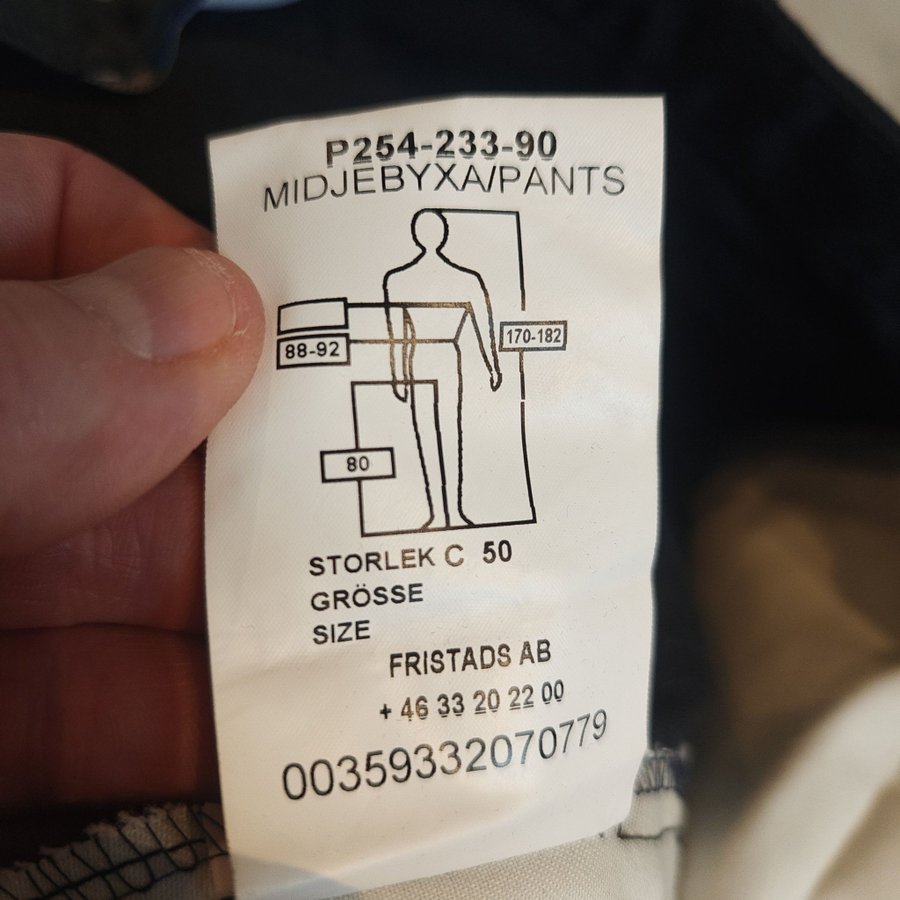 P254-233-90
MIDJEBYXA/PANTS
170-182
88-92
80
STORLEK C 50
GRÖSSE
SIZE
FRISTADS AB
+ 46 33 20 22 00
00359332070779